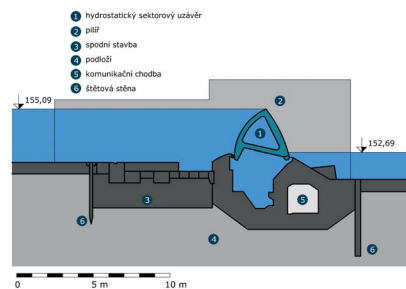 1 hydrostatický sektorový uzávěr
2 pilíř
3 spodní stavba
4 podloží
5 komunikační chodba
6 štětová stěna
155,09
2
1
152,69
5
3
6
4
6
0 5 m 10 m